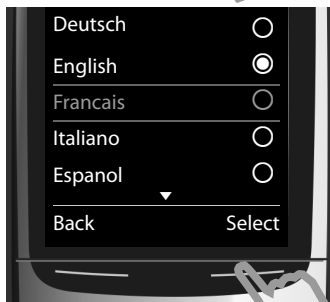 Deutsch
English
Francais
Italiano
Espanol
Back Select